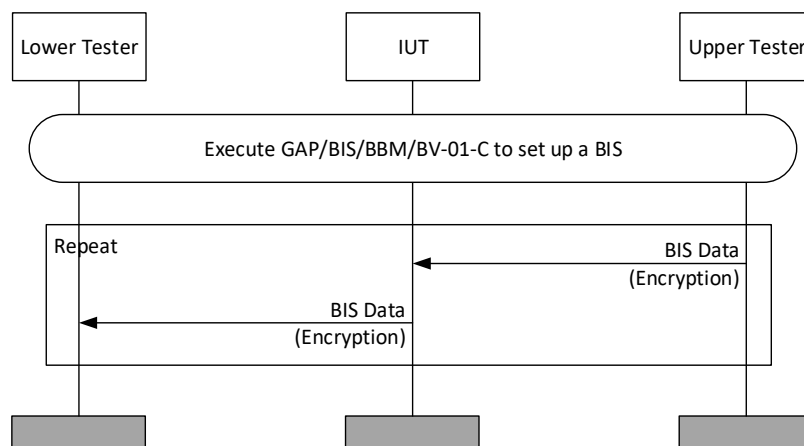 Lower Tester
IUT
Upper Tester
Execute GAP/BIS/BBM/BV-01-C to set up a BIS
Repeat
BIS Data
(Encryption)
BIS Data
(Encryption)